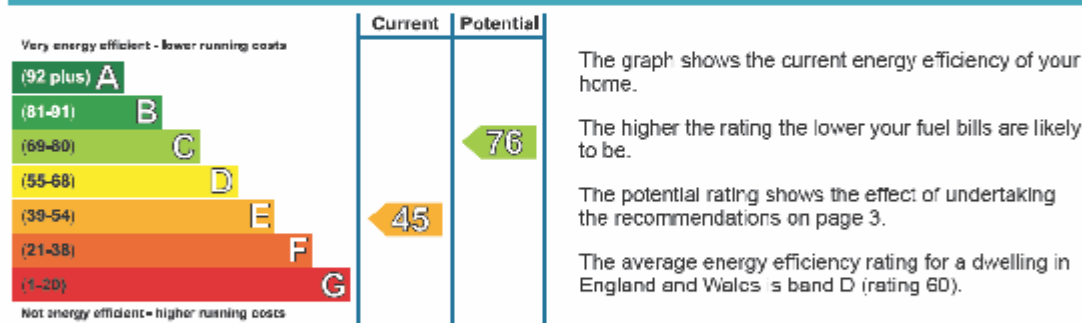 Current Potential
Very energy efficient - lower running costs
(92 plus) A
(81-91) B
(69-80) C
76
(55-68) D
(39-54) E
45
(21-38) F
(1-20) G
Not energy efficient - higher running costs
The graph shows the current energy efficiency of your
home.
The higher the rating the lower your fuel bills are likely
to be.
The potential rating shows the effect of undertaking
the recommendations on page 3.
The average energy efficiency rating for a dwelling in
England and Wales is band D (rating 60).